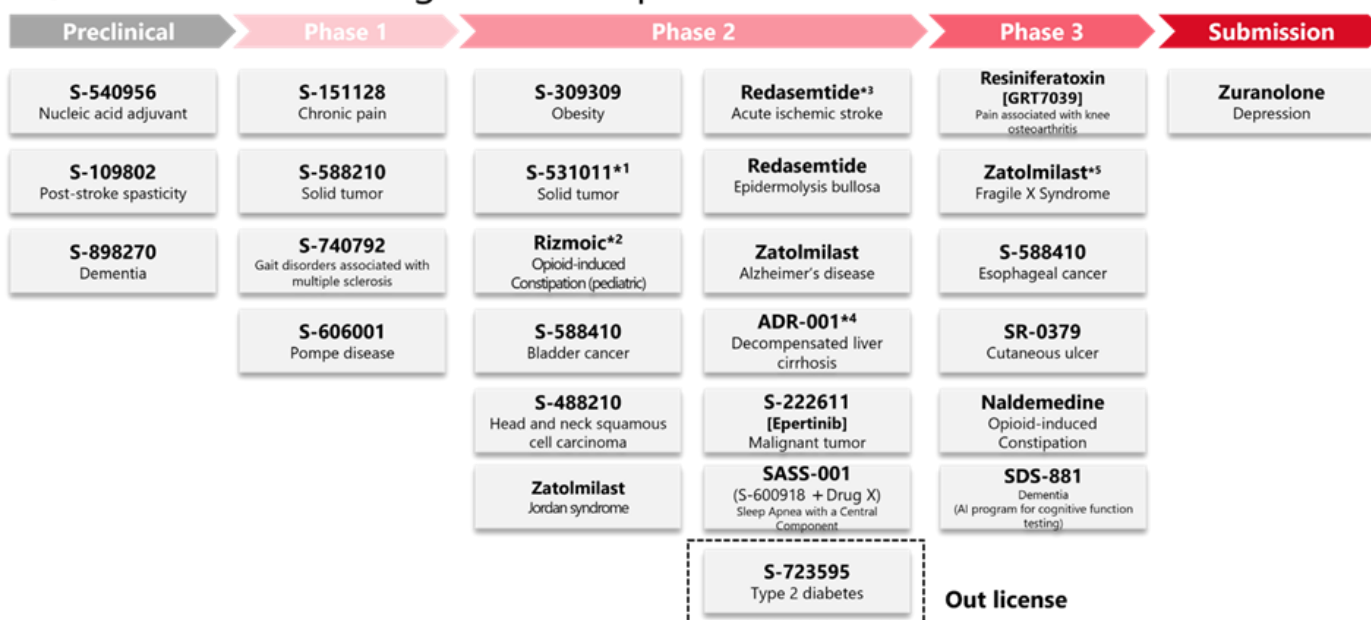 Preclinical
Phase 1
Phase 2
Phase 3
Submission
S-540956
Nucleic acid adjuvant
S-109802
Post-stroke spasticity
S-898270
Dementia
S-151128
Chronic pain
S-588210
Solid tumor
S-740792
Gait disorders associated with
multiple sclerosis
S-606001
Pompe disease
S-309309
Obesity
S-531011*1
Solid tumor
Rizmoic*2
Opioid-induced
Constipation (pediatric)
S-588410
Bladder cancer
S-488210
Head and neck squamous
cell carcinoma
Zatolmilast
Jordan syndrome
Redasemtide*3
Acute ischemic stroke
Redasemtide
Epidermolysis bullosa
Zatolmilast
Alzheimer's disease
ADR-001*4
Decompensated liver
cirrhosis
S-222611
[Epertinib]
Malignant tumor
SASS-001
(S-600918 + Drug X)
Sleep Apnea with a Central
Component
S-723595
Type 2 diabetes
Out license
Resiniferatoxin
[GRT7039]
Pain associated with knee
osteoarthritis
Zatolmilast*5
Fragile X Syndrome
S-588410
Esophageal cancer
SR-0379
Cutaneous ulcer
Naldemedine
Opioid-induced
Constipation
SDS-881
Dementia
(AI program for cognitive function
testing)
Zuranolone
Depression